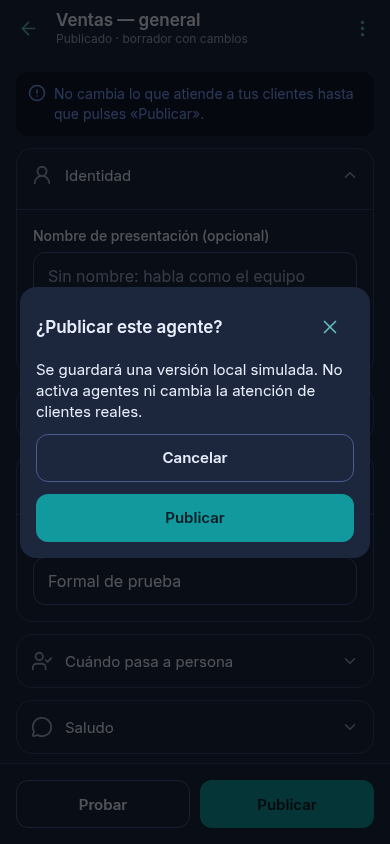 Ventas — general
Publicado · borrador con cambios
No cambia lo que atiende a tus clientes hasta
que pulses «Publicar».
Identidad
Nombre de presentación (opcional)
Sin nombre: habla como el equipo
¿Publicar este agente?
Se guardará una versión local simulada. No
activa agentes ni cambia la atención de
clientes reales.
Cancelar
Publicar
Formal de prueba
Cuándo pasa a persona
Saludo
Probar
Publicar